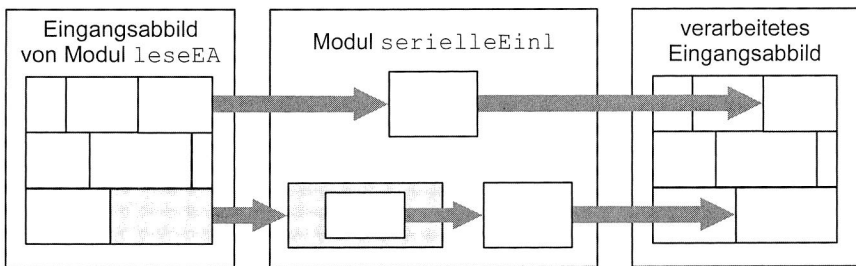 Eingangsabbild
von Modul leseEA
Modul serielleEinl
verarbeitetes
Eingangsabbild